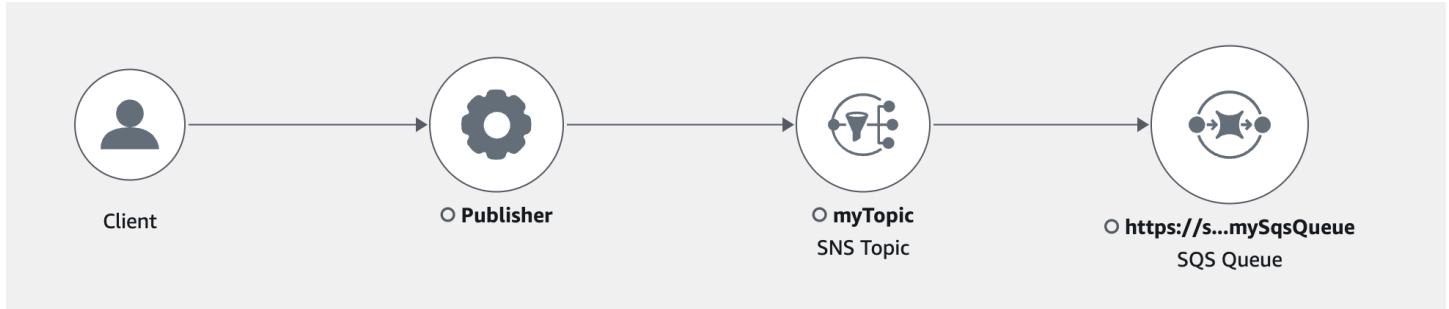 Client
Publisher
myTopic
SNS Topic
https://s...mySqsQueue
SQS Queue